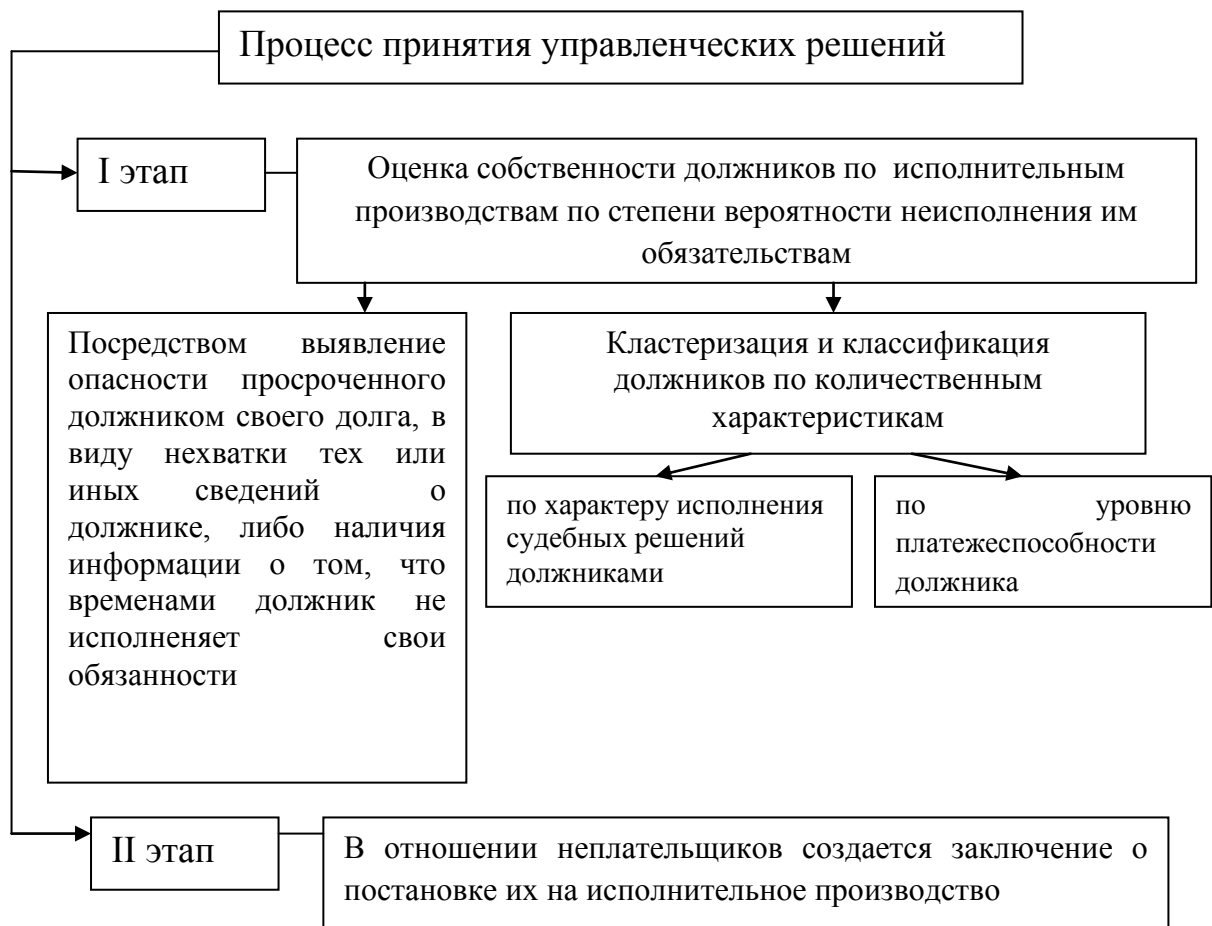 Процесс принятия управленческих решений
I этап
Оценка собственности должников по исполнительным
производствам по степени вероятности неисполнения им
обязательствам
Посредством выявление
опасности просроченного
должником своего долга, в
виду нехватки тех или
иных сведений о
должнике, либо наличия
информации о том, что
временами должник не
исполненяет свои
обязанности
Кластеризация и классификация
должников по количественным
характеристикам
по характеру исполнения
судебных решений
должниками
по уровню
платежеспособности
должника
II этап
В отношении неплательщиков создается заключение о
постановке их на исполнительное производство